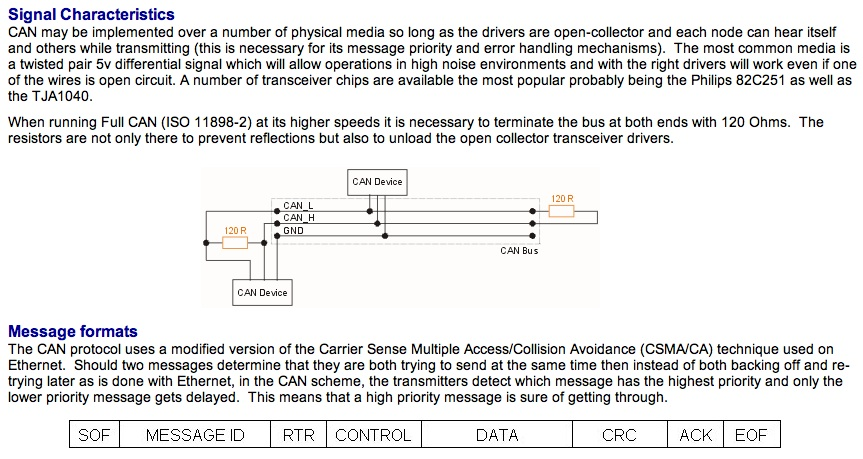 Signal Characteristics
CAN may be implemented over a number of physical media so long as the drivers are open-collector and each node can hear itself
and others while transmitting (this is necessary for its message priority and error handling mechanisms).  The most common media is
a twisted pair 5v differential signal which will allow operations in high noise environments and with the right drivers will work even if one
of the wires is open circuit. A number of transceiver chips are available the most popular probably being the Philips 82C251 as well as
the TJA1040.
When running Full CAN (ISO 11898-2) at its higher speeds it is necessary to terminate the bus at both ends with 120 Ohms.  The
resistors are not only there to prevent reflections but also to unload the open collector transceiver drivers.
CAN Device
120 R
CAN_L
CAN_H
GND
120 R
CAN Bus
CAN Device
Message formats
The CAN protocol uses a modified version of the Carrier Sense Multiple Access/Collision Avoidance (CSMA/CA) technique used on
Ethernet.  Should two messages determine that they are both trying to send at the same time then instead of both backing off and re-
trying later as is done with Ethernet, in the CAN scheme, the transmitters detect which message has the highest priority and only the
lower priority message gets delayed.  This means that a high priority message is sure of getting through.
SOF MESSAGE ID RTR CONTROL DATA CRC ACK EOF